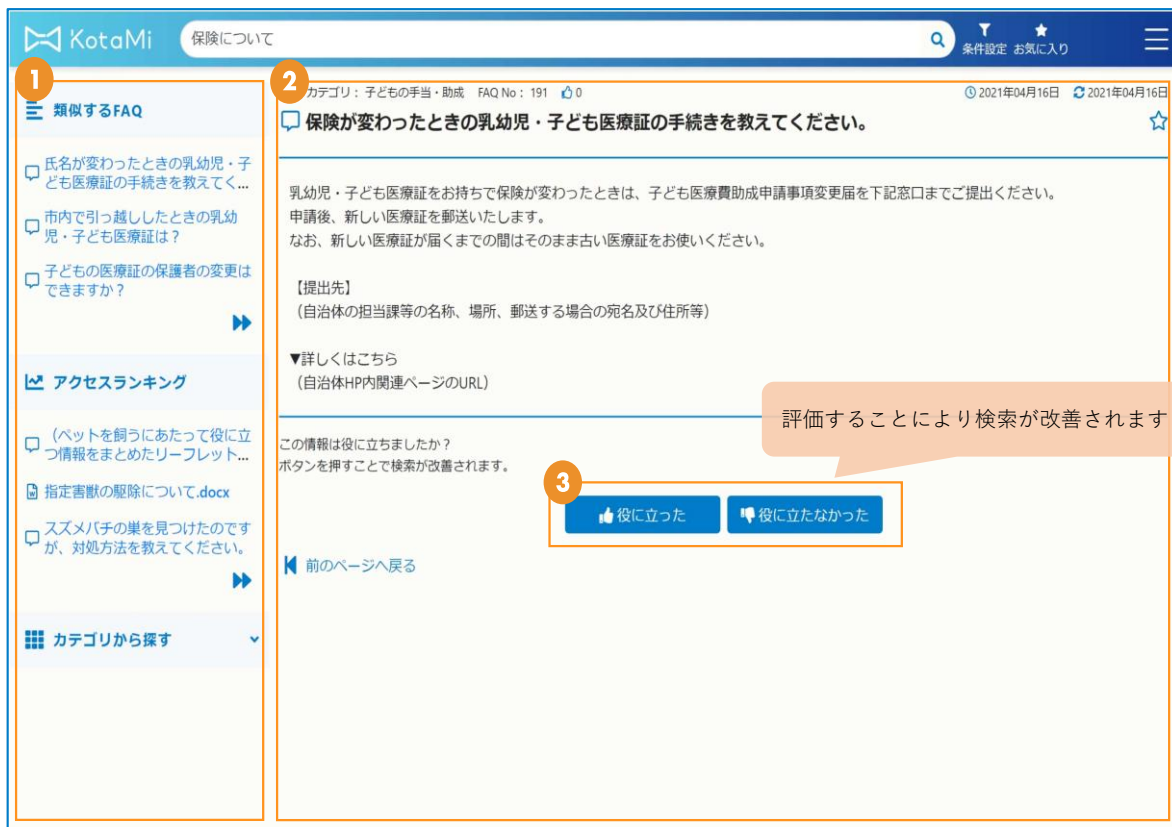 KotaMi
保険について
条件設定 お気に入り
1
類似するFAQ
氏名が変わったときの乳幼児・子
ども医療証の手続きを教えてく...
市内で引っ越ししたときの乳幼
児・子ども医療証は？
子どもの医療証の保護者の変更は
できますか？
アクセスランキング
（ペットを飼うにあたって役に立
つ情報をまとめたリーフレット...
指定害獣の駆除について.docx
スズメバチの巣を見つけたのです
が、対処方法を教えてください。
カテゴリから探す
2
カテゴリ： 子どもの手当・助成 FAQ No： 191 0
2021年04月16日 2021年04月16日
保険が変わったときの乳幼児・子ども医療証の手続きを教えてください。
乳幼児・子ども医療証をお持ちで保険が変わったときは、子ども医療費助成申請事項変更届を下記窓口までご提出ください。
申請後、新しい医療証を郵送いたします。
なお、新しい医療証が届くまでの間はそのまま古い医療証をお使いください。
【提出先】
（自治体の担当課等の名称、場所、郵送する場合の宛名及び住所等）
▼詳しくはこちら
（自治体HP内関連ページのURL）
評価することにより検索が改善されます
この情報は役に立ちましたか？
ボタンを押すことで検索が改善されます。
3
役に立った 役に立たなかった
前のページへ戻る